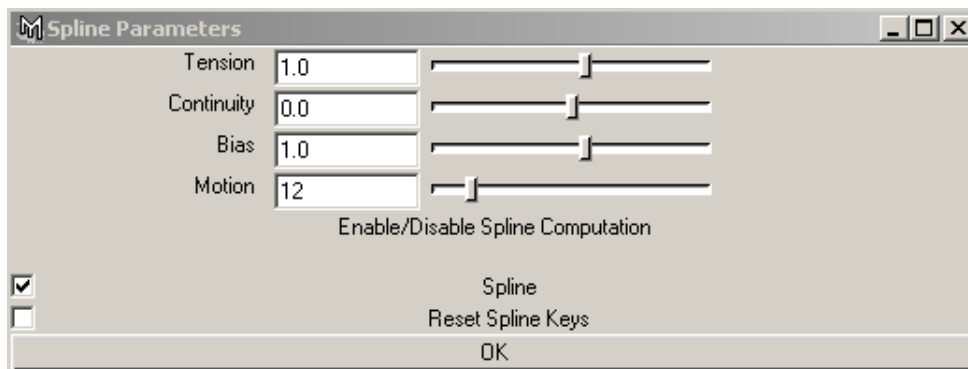 Spline Parameters
Tension 1.0
Continuity 0.0
Bias 1.0
Motion 12
Enable/Disable Spline Computation
Spline
Reset Spline Keys
OK